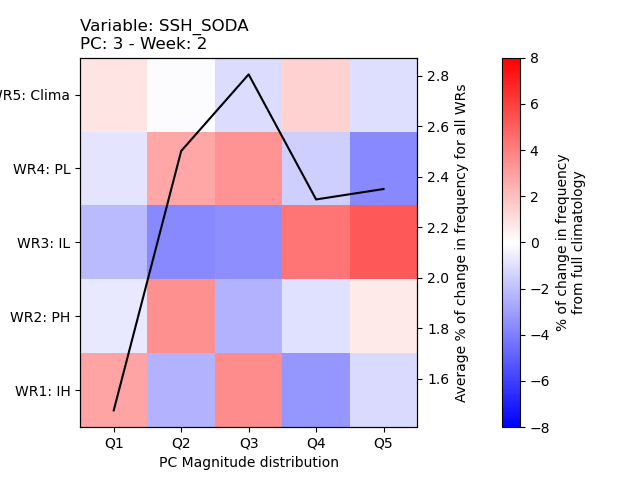 Variable: SSH_SODA
PC: 3 - Week: 2
WR5: Clima
WR4: PL
WR3: IL
WR2: PH
WR1: IH
Q1 Q2 Q3 Q4 Q5
PC Magnitude distribution
2.8
2.6
2.4
2.2
2.0
1.8
1.6
Average % of change in frequency for all WRs
8
6
4
2
0
−2
−4
−6
−8
% of change in frequency
from full climatology